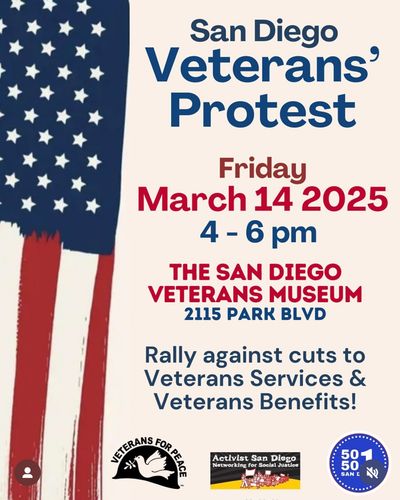 San Diego
Veterans’
Protest
Friday
March 14 2025
4 - 6 pm
THE SAN DIEGO
VETERANS MUSEUM
2115 PARK BLVD
Rally against cuts to
Veterans Services &
Veterans Benefits!
VETERANS FOR PEACE
Activist San Diego
Networking for Social Justice
50
50 1
SAN